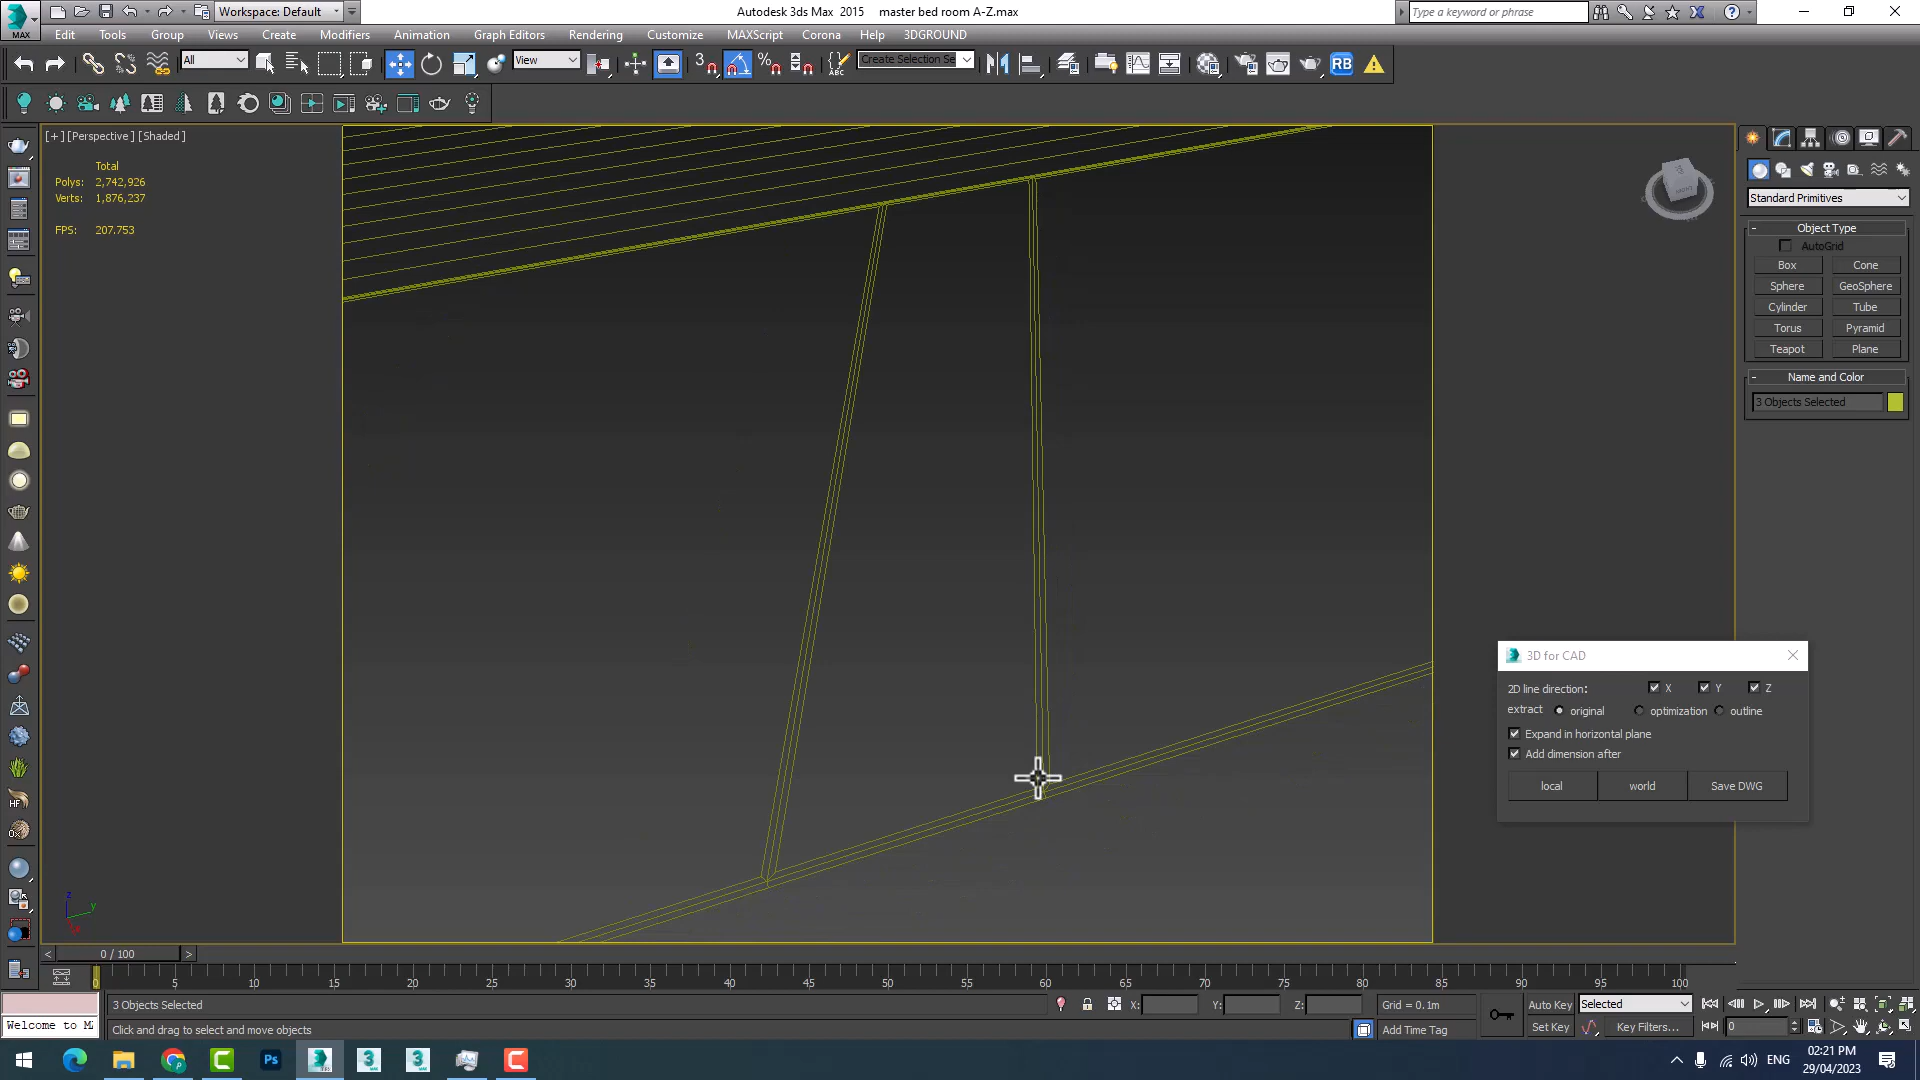 Workspace: Default
Autodesk 3ds Max 2015    master bed room A-Z.max
Type a keyword or phrase
MAX
Edit Tools Group Views Create Modifiers Animation Graph Editors Rendering Customize MAXScript Corona Help 3DGROUND
All
View
3
ABC
Create Selection Se
RB
[+] [Perspective] [Shaded]
Total
Polys: 2,742,926
Verts: 1,876,237
FPS: 207.753
Standard Primitives
- Object Type
AutoGrid
Box Cone
Sphere GeoSphere
Cylinder Tube
Torus Pyramid
Teapot Plane
- Name and Color
3 Objects Selected
3D for CAD
2D line direction: X Y Z
extract original optimization outline
Expand in horizontal plane
Add dimension after
local world Save DWG
HF
z
y
< 0 / 100 >
0 5 10 15 20 25 30 35 40 45 50 55 60 65 70 75 80 85 90 95 100
3 Objects Selected X: Y: Z: Grid = 0.1m Auto Key Selected
Welcome to M
Click and drag to select and move objects Add Time Tag Set Key Key Filters... 0
Ps
ENG
02:21 PM
29/04/2023